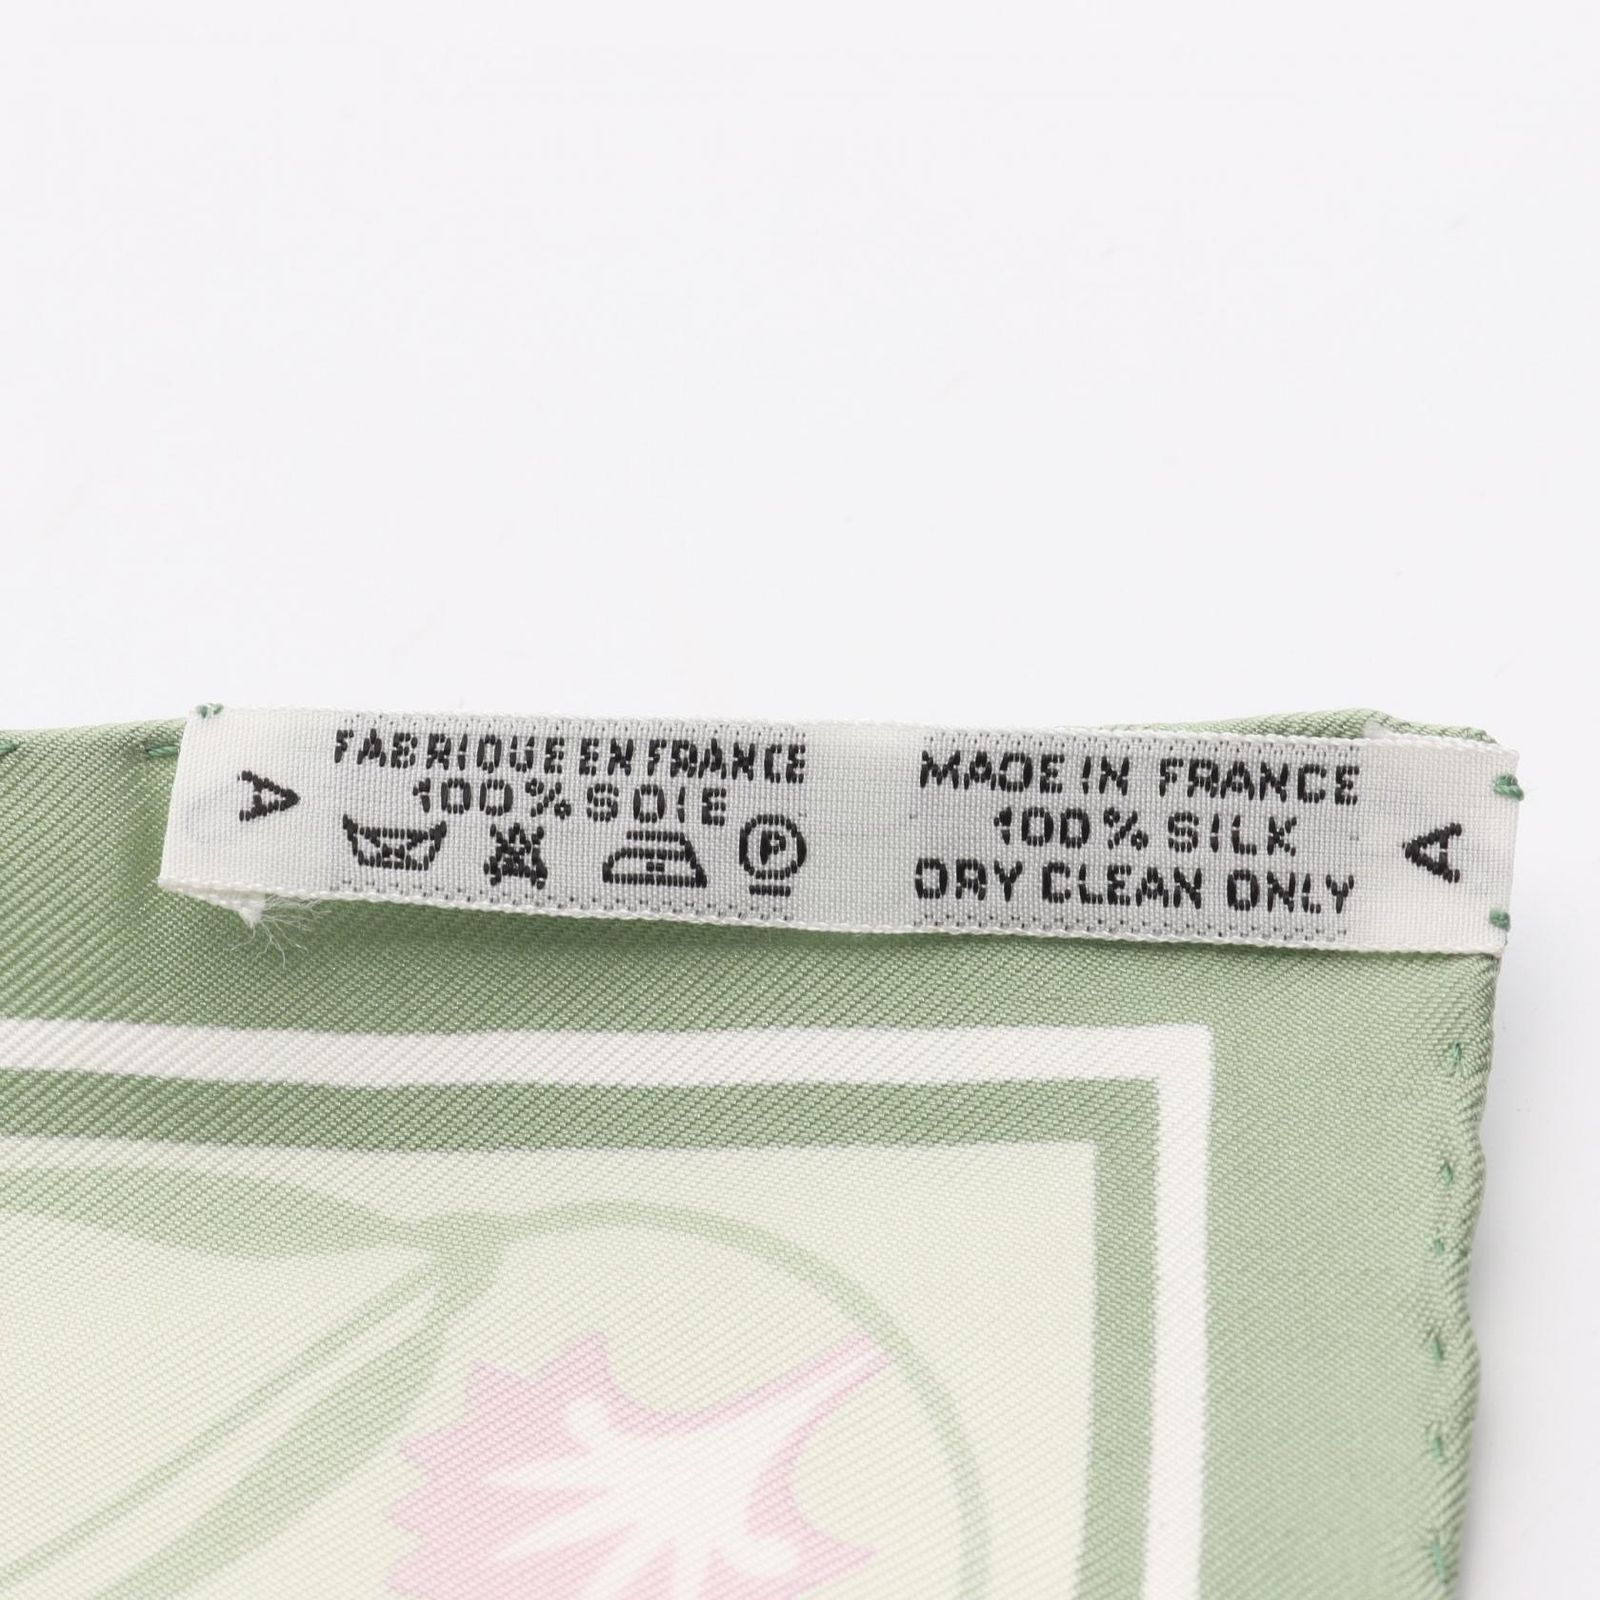 A
FABRIQUE EN FRANCE
100% SOIE
P
MADE IN FRANCE
100% SILK
DRY CLEAN ONLY
A